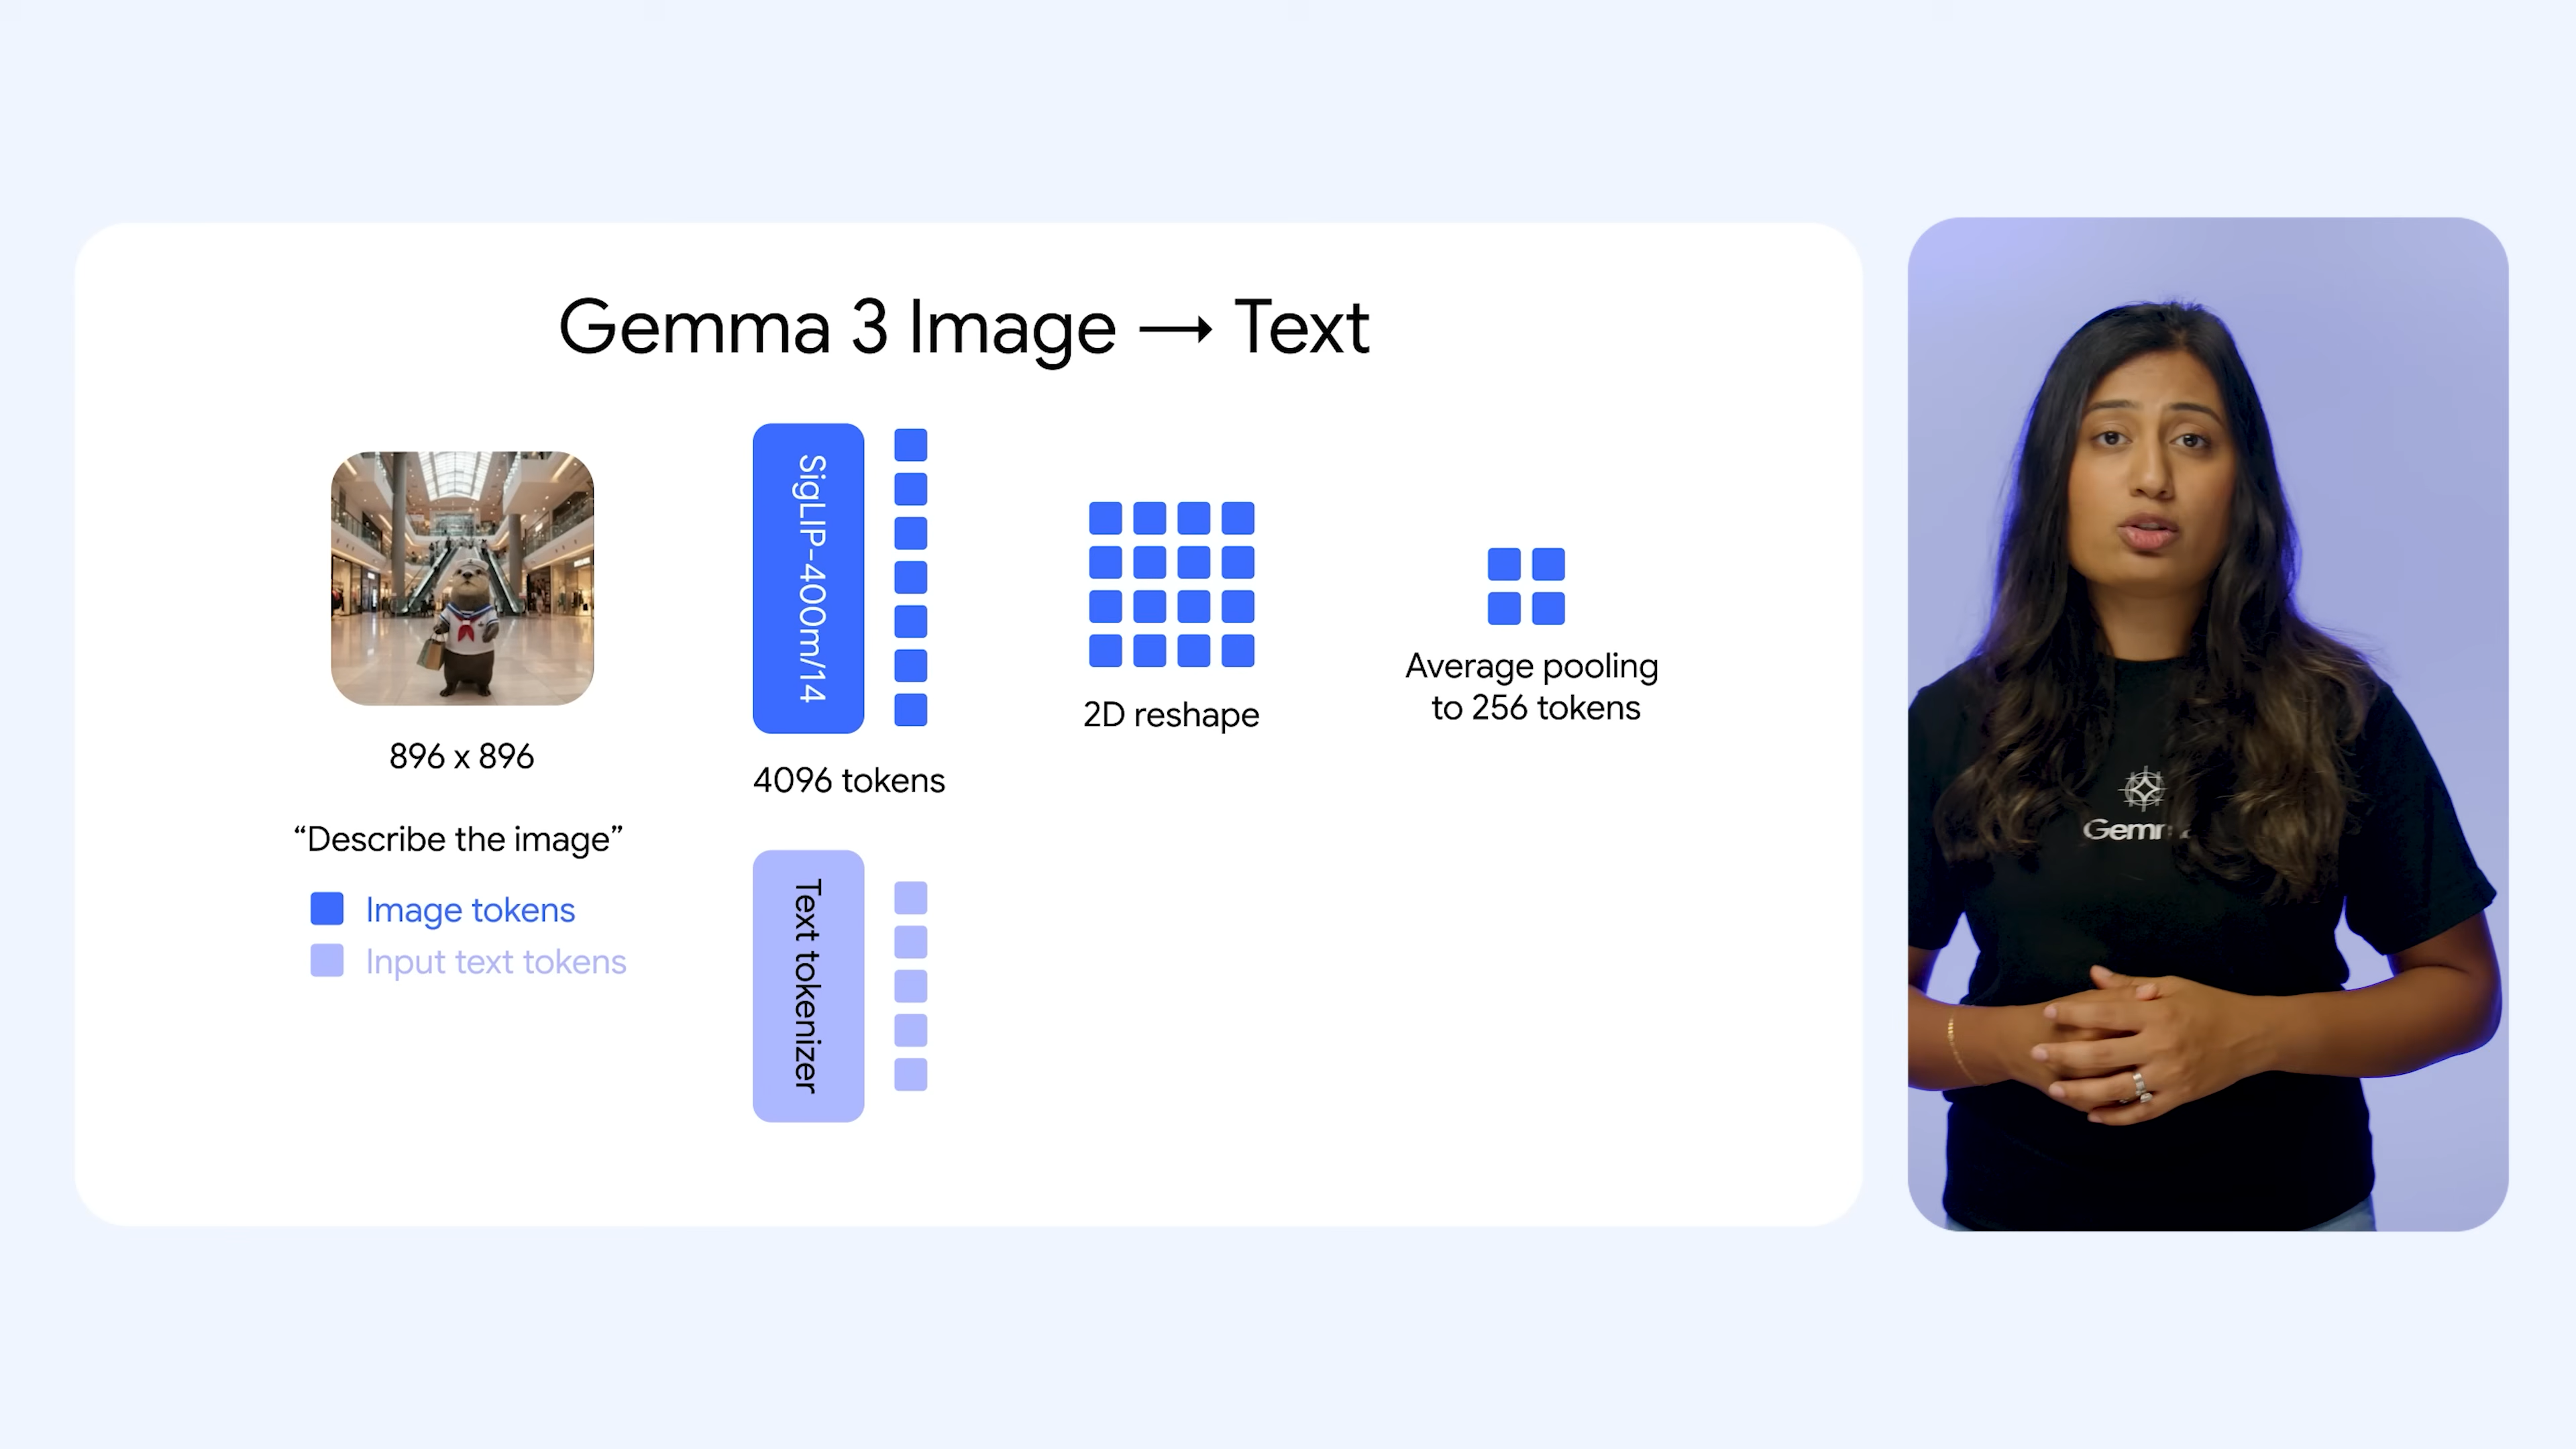 Gemma 3 Image → Text
SigLIP-400m/14
896 x 896
4096 tokens
2D reshape
Average pooling
to 256 tokens
“Describe the image”
Image tokens
Input text tokens
Text tokenizer